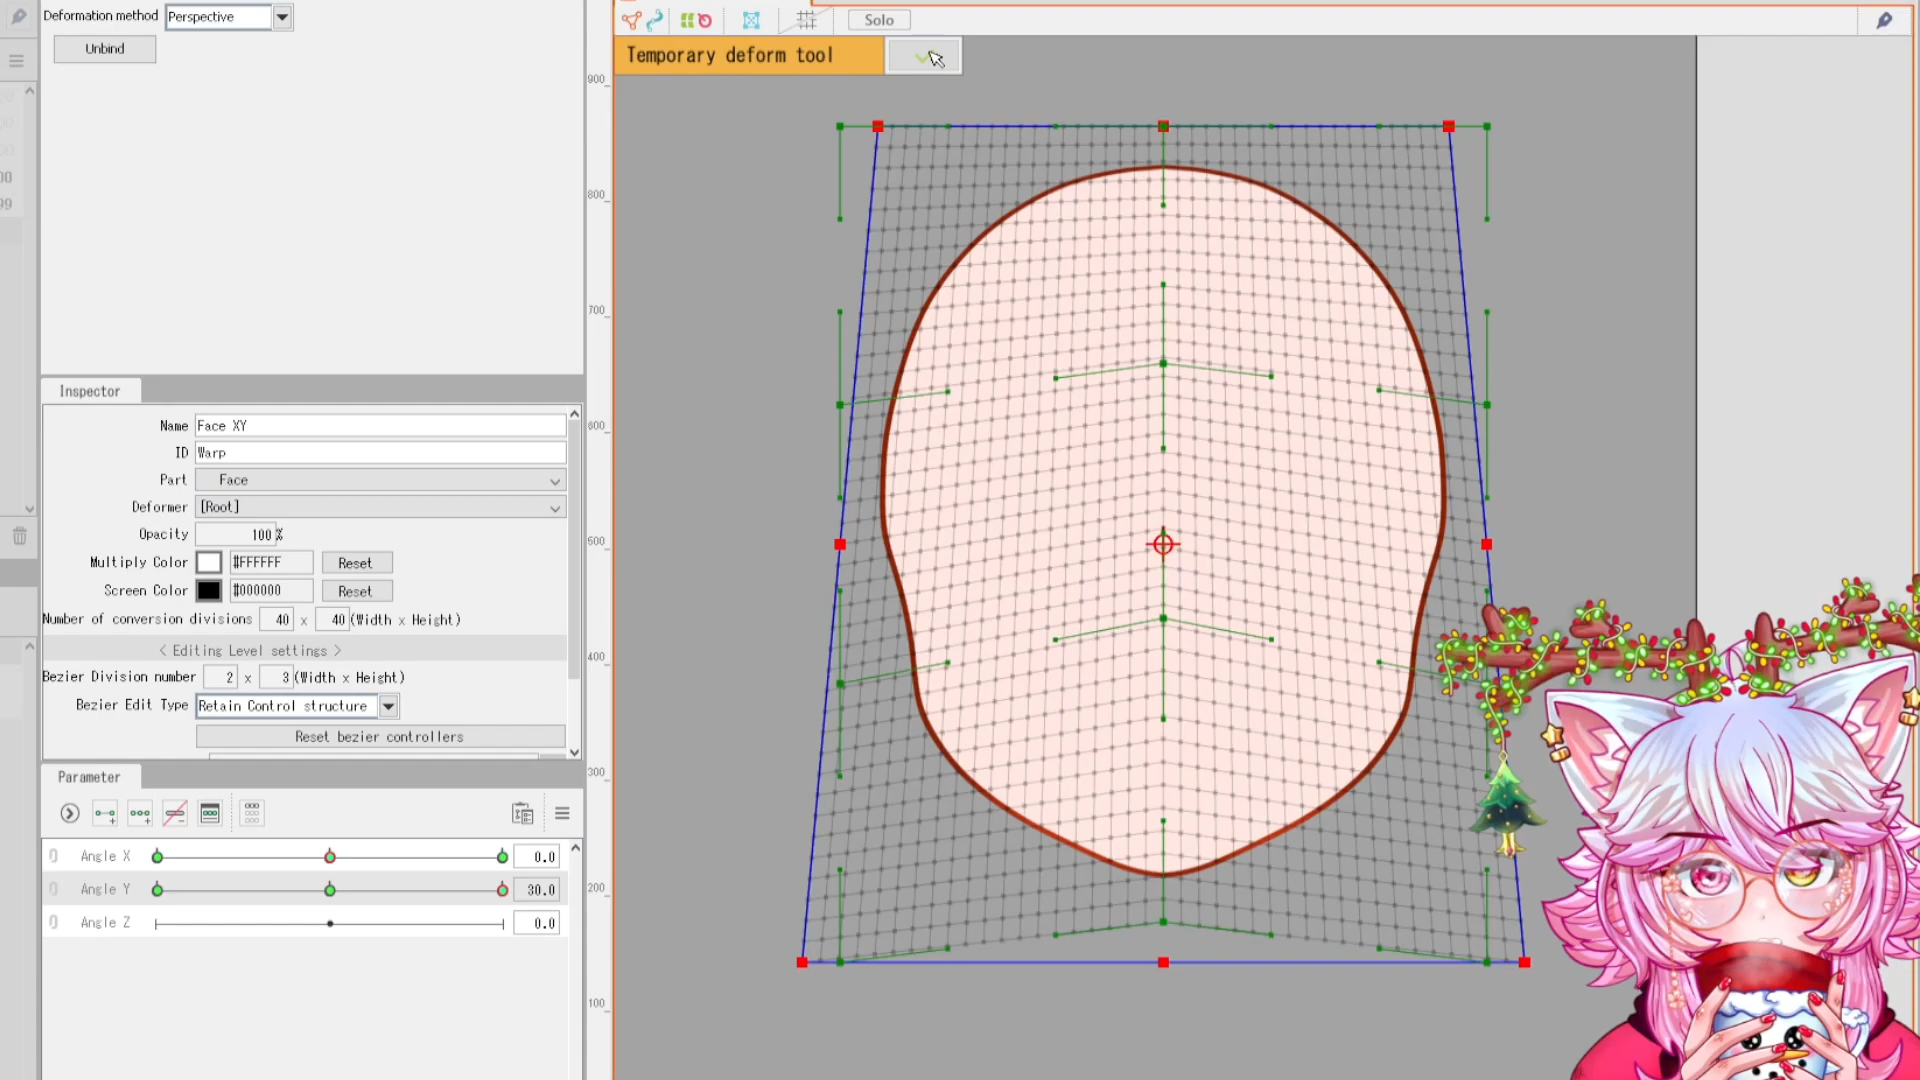 Deformation method Perspective
Unbind
Solo
Temporary deform tool
900
800
700
600
500
400
300
200
100
00
99
Inspector
Name Face XY
ID Warp
Part Face
Deformer [Root]
Opacity 100 %
Multiply Color #FFFFFF Reset
Screen Color #000000 Reset
Number of conversion divisions 40 x 40 (Width x Height)
< Editing Level settings >
Bezier Division number 2 x 3 (Width x Height)
Bezier Edit Type Retain Control structure
Reset bezier controllers
Parameter
Angle X 0.0
Angle Y 30.0
Angle Z 0.0